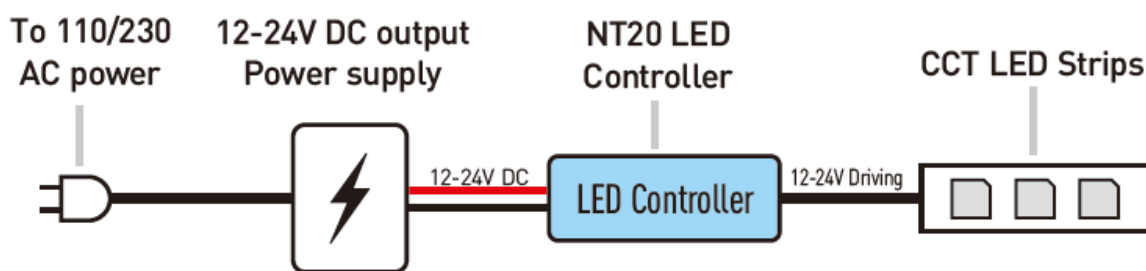 To 110/230
AC power
12-24V DC output
Power supply
NT20 LED
Controller
CCT LED Strips
12-24V DC
LED Controller
12-24V Driving